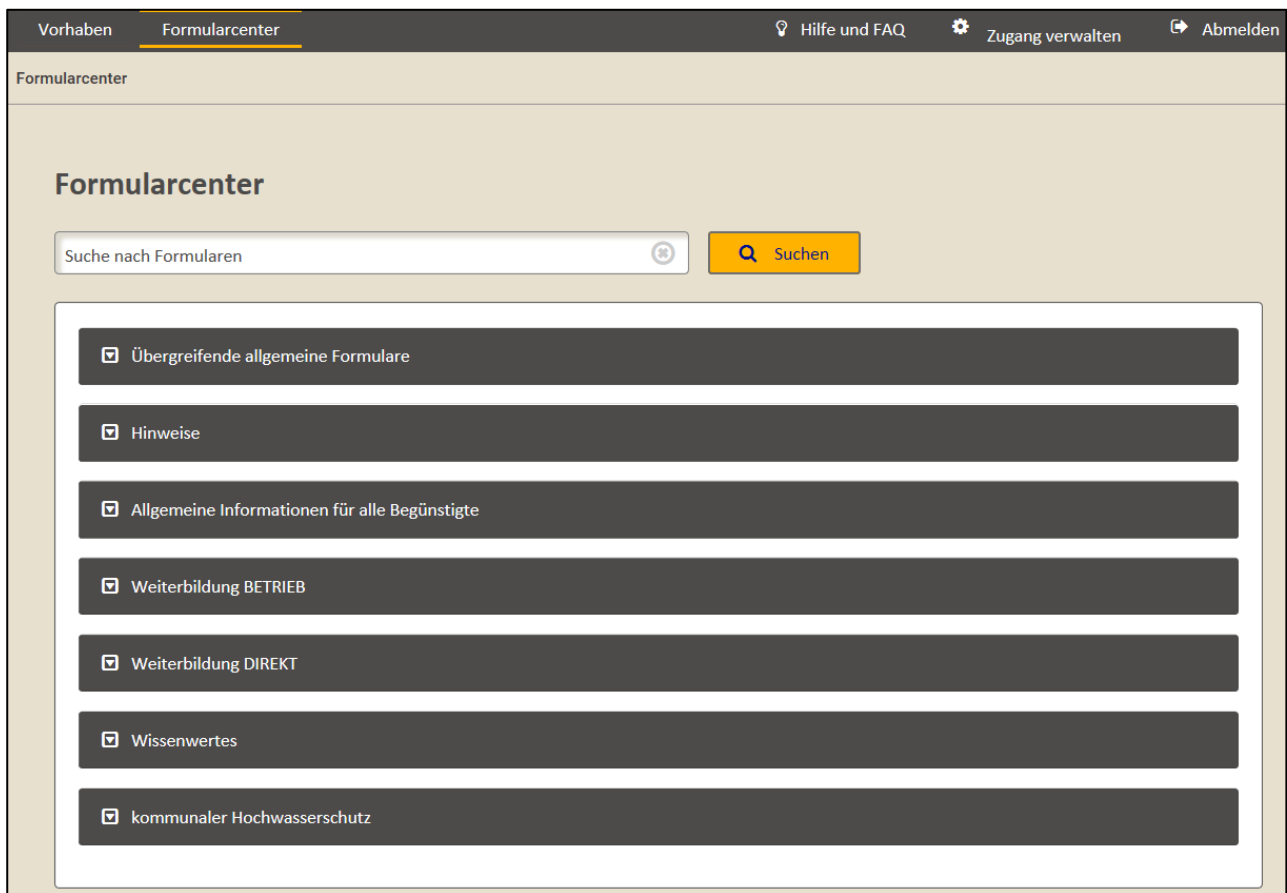 Vorhaben Formularcenter Hilfe und FAQ Zugang verwalten Abmelden
Formularcenter
Formularcenter
Suche nach Formularen Suchen
Übergreifende allgemeine Formulare
Hinweise
Allgemeine Informationen für alle Begünstigte
Weiterbildung BETRIEB
Weiterbildung DIREKT
Wissenwertes
kommunaler Hochwasserschutz